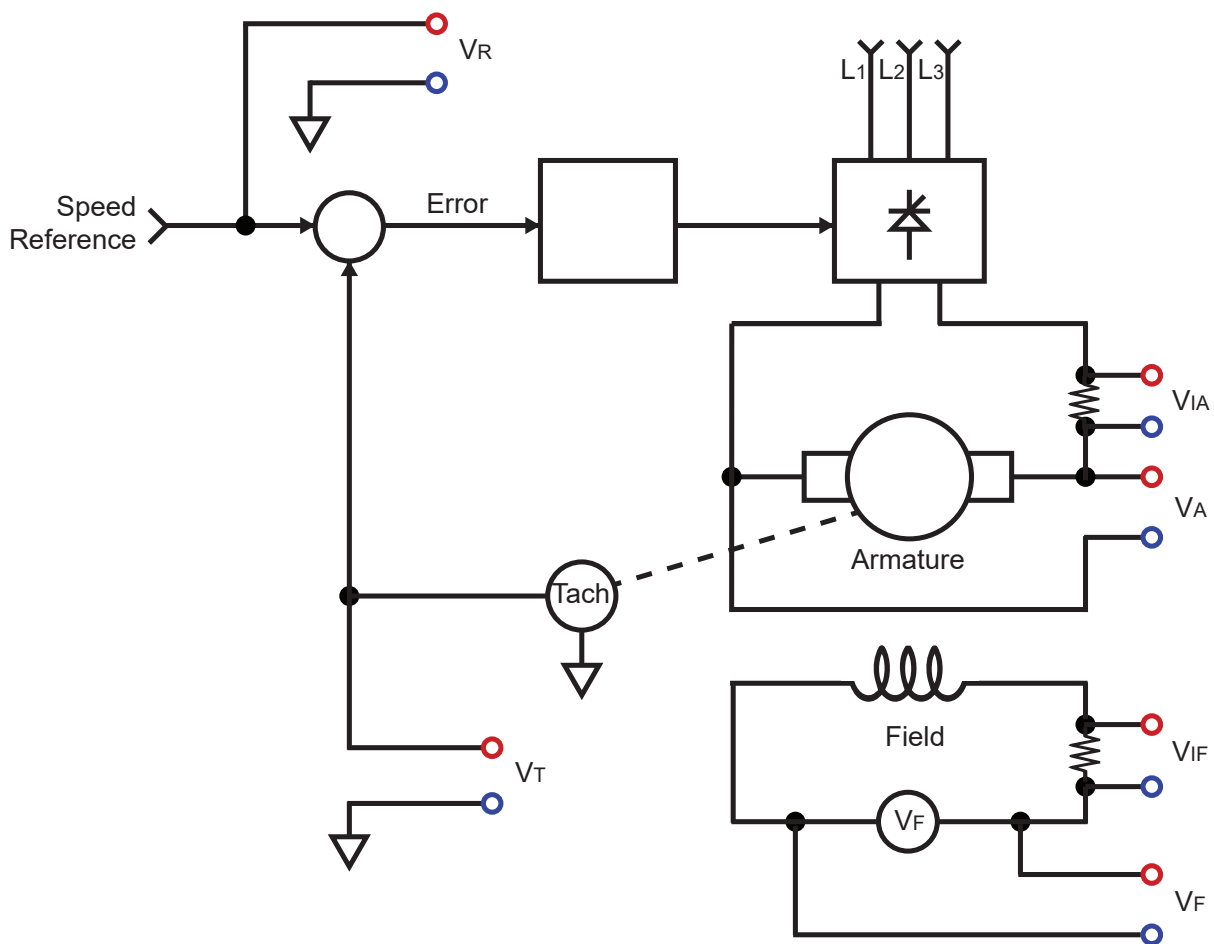 VR
L1 L2 L3
Speed
Reference
Error
VIA
VA
Armature
Tach
Field
VIF
VT
VF
VF